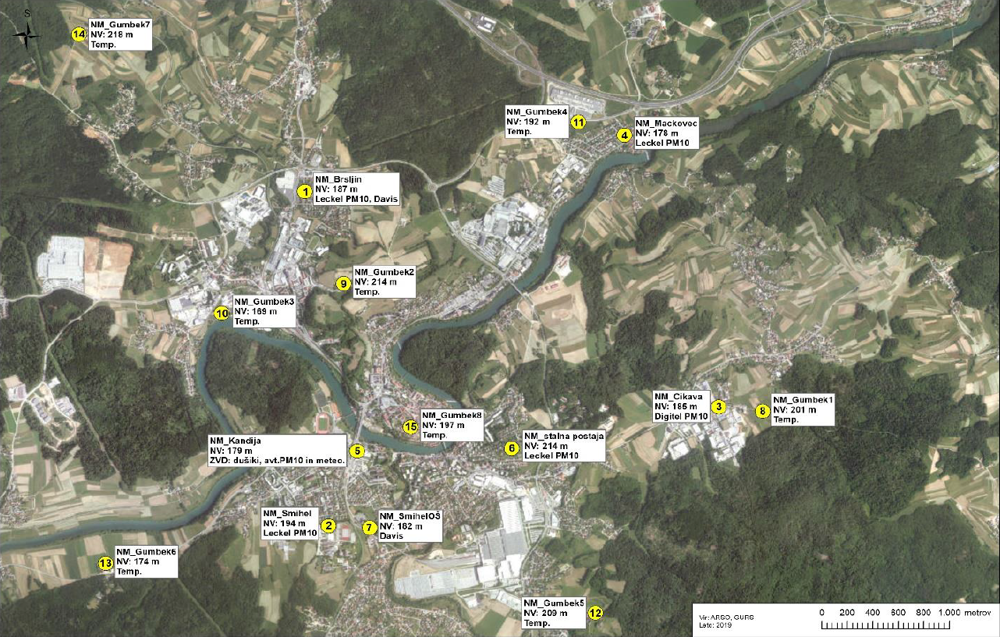 S
14
NM_Gumbek7
NV: 218 m
Temp.
NM_Gumbek4
NV: 192 m
Temp.
11
4
NM_Mackovec
NV: 178 m
Leckel PM10
1
NM_Brsljin
NV: 187 m
Leckel PM10, Davis
9
NM_Gumbek2
NV: 214 m
Temp.
10
NM_Gumbek3
NV: 169 m
Temp.
NM_Cikava
NV: 185 m
Digitel PM10
3
8
NM_Gumbek1
NV: 201 m
Temp.
15
NM_Gumbek8
NV: 197 m
Temp.
NM_Kandija
NV: 179 m
ZVD: dušiki, avt.PM10 in meteo.
5
6
NM_stalna postaja
NV: 214 m
Leckel PM10
NM_Smihel
NV: 194 m
Leckel PM10
2
7
NM_SmihelOŠ
NV: 182 m
Davis
13
NM_Gumbek6
NV: 174 m
Temp.
NM_Gumbek5
NV: 209 m
Temp.
12
Vir: ARSO, GURS
Leto: 2019
0 200 400 600 800 1.000 metrov